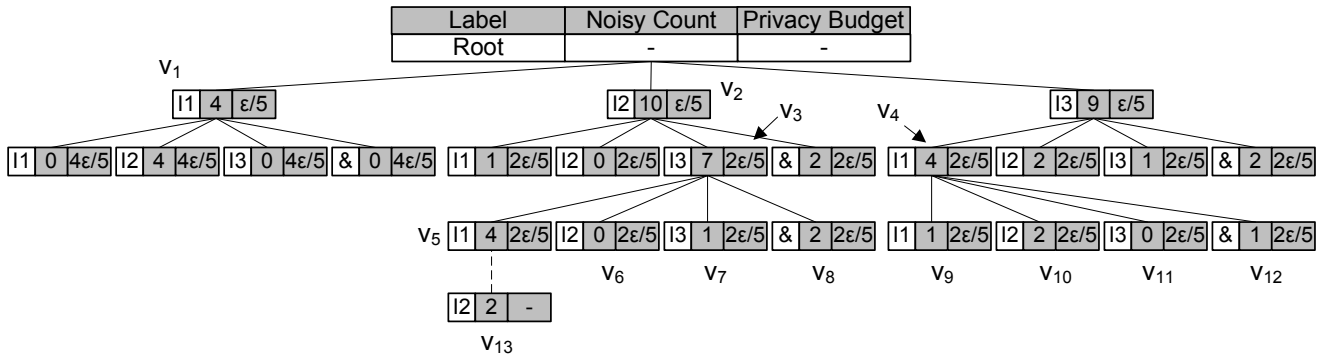 Label Noisy Count Privacy Budget
Root - -
v1
I1 4 ε/5 I2 10 ε/5 v2 I3 9 ε/5
v3 v4
I1 0 4ε/5 I2 4 4ε/5 I3 0 4ε/5 & 0 4ε/5 I1 1 2ε/5 I2 0 2ε/5 I3 7 2ε/5 & 2 2ε/5 I1 4 2ε/5 I2 2 2ε/5 I3 1 2ε/5 & 2 2ε/5
v5 I1 4 2ε/5 I2 0 2ε/5 I3 1 2ε/5 & 2 2ε/5 I1 1 2ε/5 I2 2 2ε/5 I3 0 2ε/5 & 1 2ε/5
v6 v7 v8 v9 v10 v11 v12
I2 2 -
v13